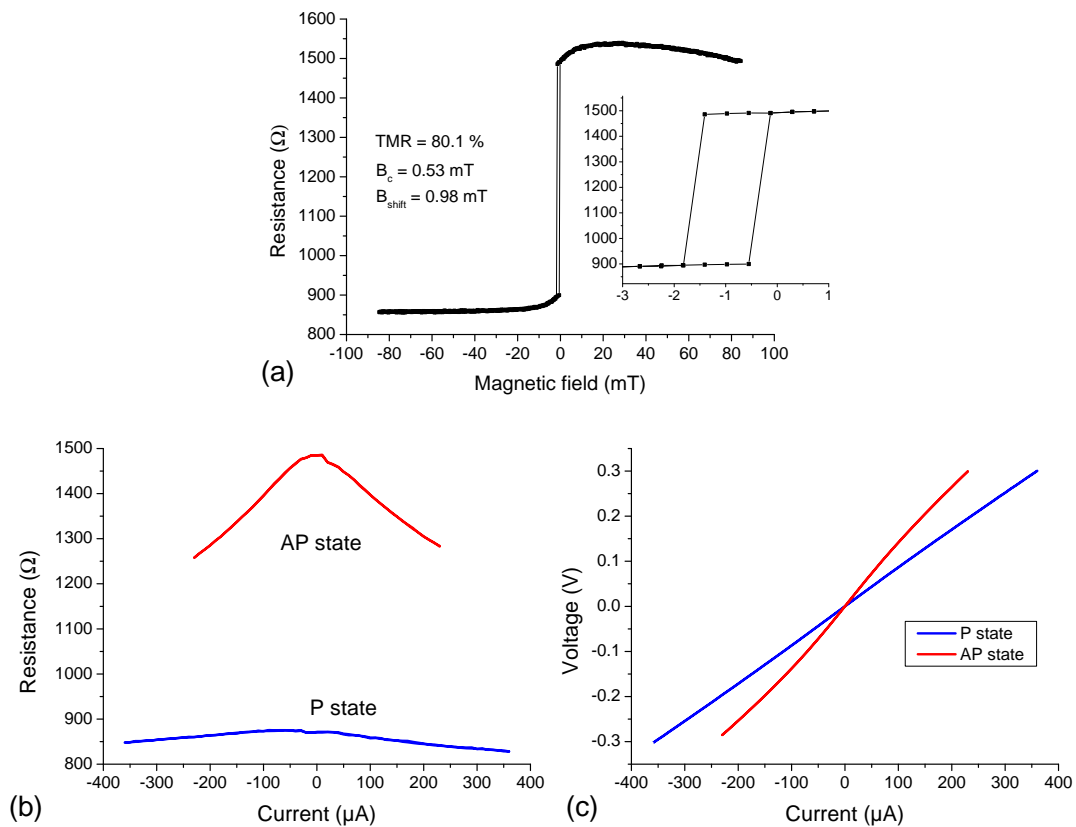 1600
1500
1400
1300
1200
1100
1000
900
800
-100 -80 -60 -40 -20 0 20 40 60 80 100
Resistance (Ω)
Magnetic field (mT)
TMR = 80.1 %
B_c = 0.53 mT
B_shift = 0.98 mT
1500
1400
1300
1200
1100
1000
900
-3 -2 -1 0 1
(a)
1500
1400
1300
1200
1100
1000
900
800
-400 -300 -200 -100 0 100 200 300 400
Resistance (Ω)
Current (µA)
AP state
P state
(b)
0.3
0.2
0.1
0.0
-0.1
-0.2
-0.3
-400 -300 -200 -100 0 100 200 300 400
Voltage (V)
Current (µA)
P state
AP state
(c)